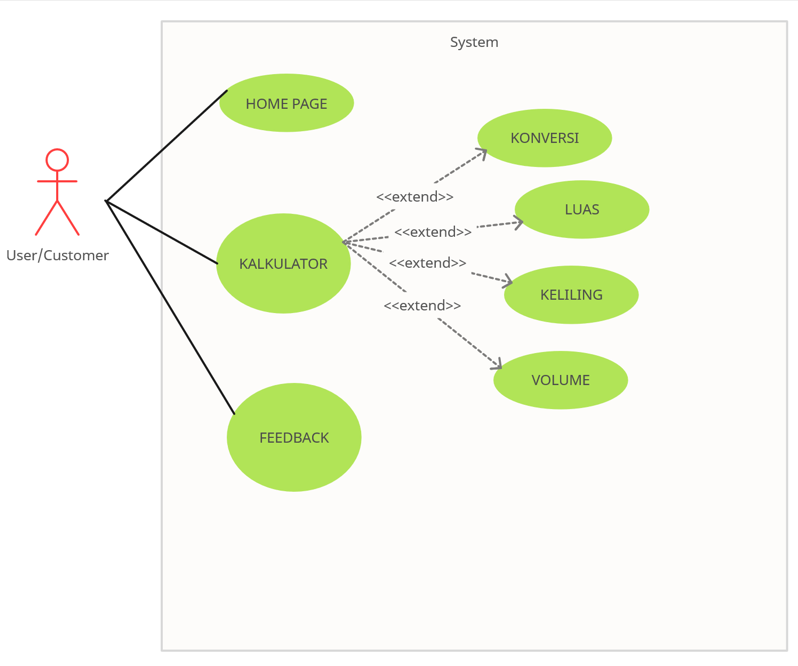 System
HOME PAGE
KONVERSI
<<extend>>
LUAS
<<extend>>
User/Customer
KALKULATOR
<<extend>>
KELILING
<<extend>>
VOLUME
FEEDBACK